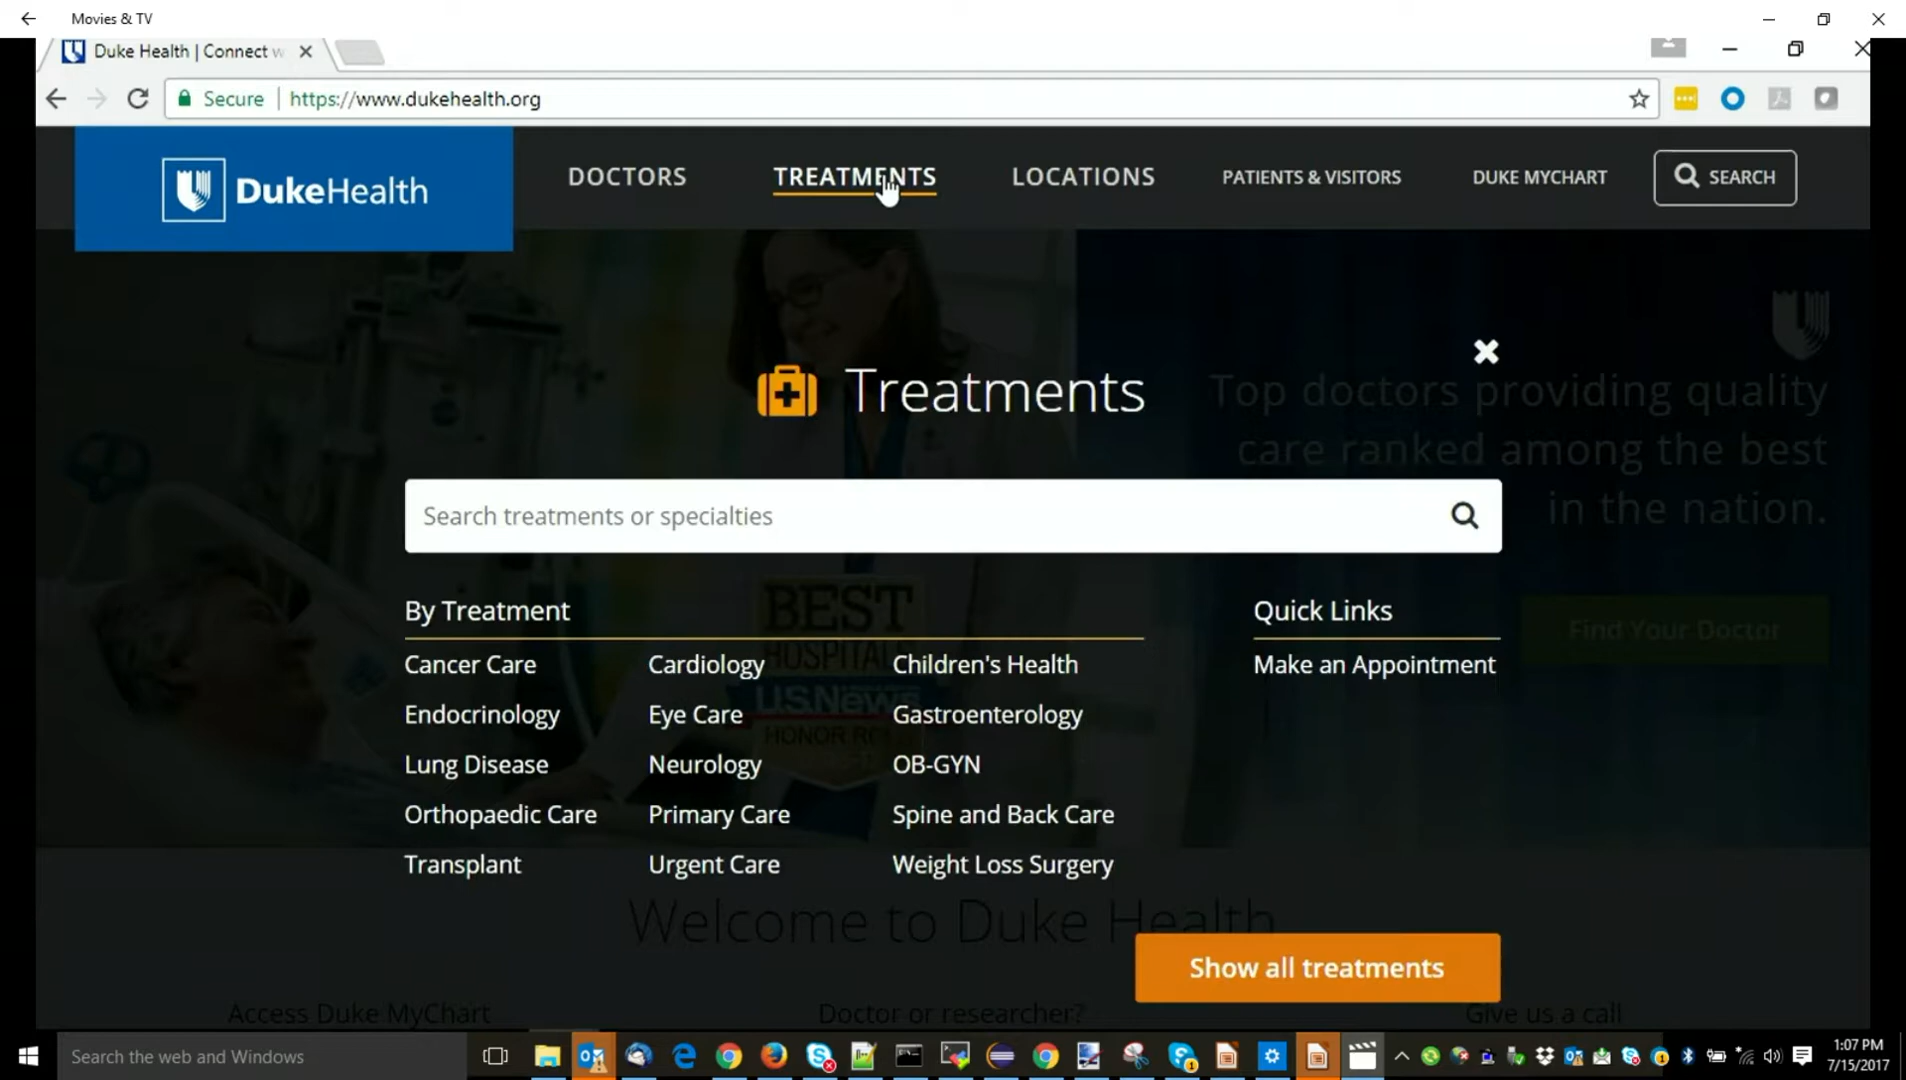 Movies & TV
Duke Health | Connect w
Secure https://www.dukehealth.org
DukeHealth
DOCTORS TREATMENTS LOCATIONS PATIENTS & VISITORS DUKE MYCHART SEARCH
Treatments
Top doctors providing quality
care ranked among the best
in the nation.
Search treatments or specialties
Find Your Doctor
By Treatment
Quick Links
Cancer Care Cardiology Children's Health Make an Appointment
Endocrinology Eye Care Gastroenterology
Lung Disease Neurology OB-GYN
Orthopaedic Care Primary Care Spine and Back Care
Transplant Urgent Care Weight Loss Surgery
BEST
HOSPITALS
U.S.News
HONOR RO
Welcome to Duke Health
Show all treatments
Access Duke MyChart Doctor or researcher? Give us a call
Search the web and Windows
1:07 PM
7/15/2017